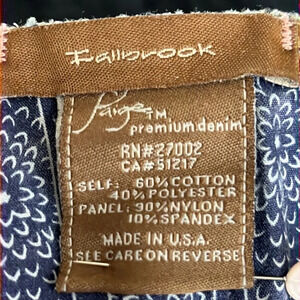 Fallbrook
Paige TM
premium denim
RN#27002
CA#51217
SELF: 60% COTTON
40% POLYESTER
PANEL: 90% NYLON
10% SPANDEX
MADE IN U.S.A.
SEE CARE ON REVERSE